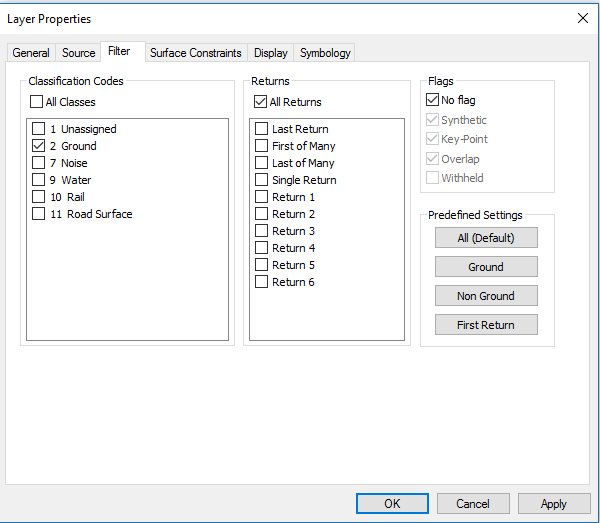 Layer Properties
General Source Filter Surface Constraints Display Symbology
Classification Codes
All Classes
1 Unassigned
2 Ground
7 Noise
9 Water
10 Rail
11 Road Surface
Returns
All Returns
Last Return
First of Many
Last of Many
Single Return
Return 1
Return 2
Return 3
Return 4
Return 5
Return 6
Flags
No flag
Synthetic
Key-Point
Overlap
Withheld
Predefined Settings
All (Default)
Ground
Non Ground
First Return
OK Cancel Apply